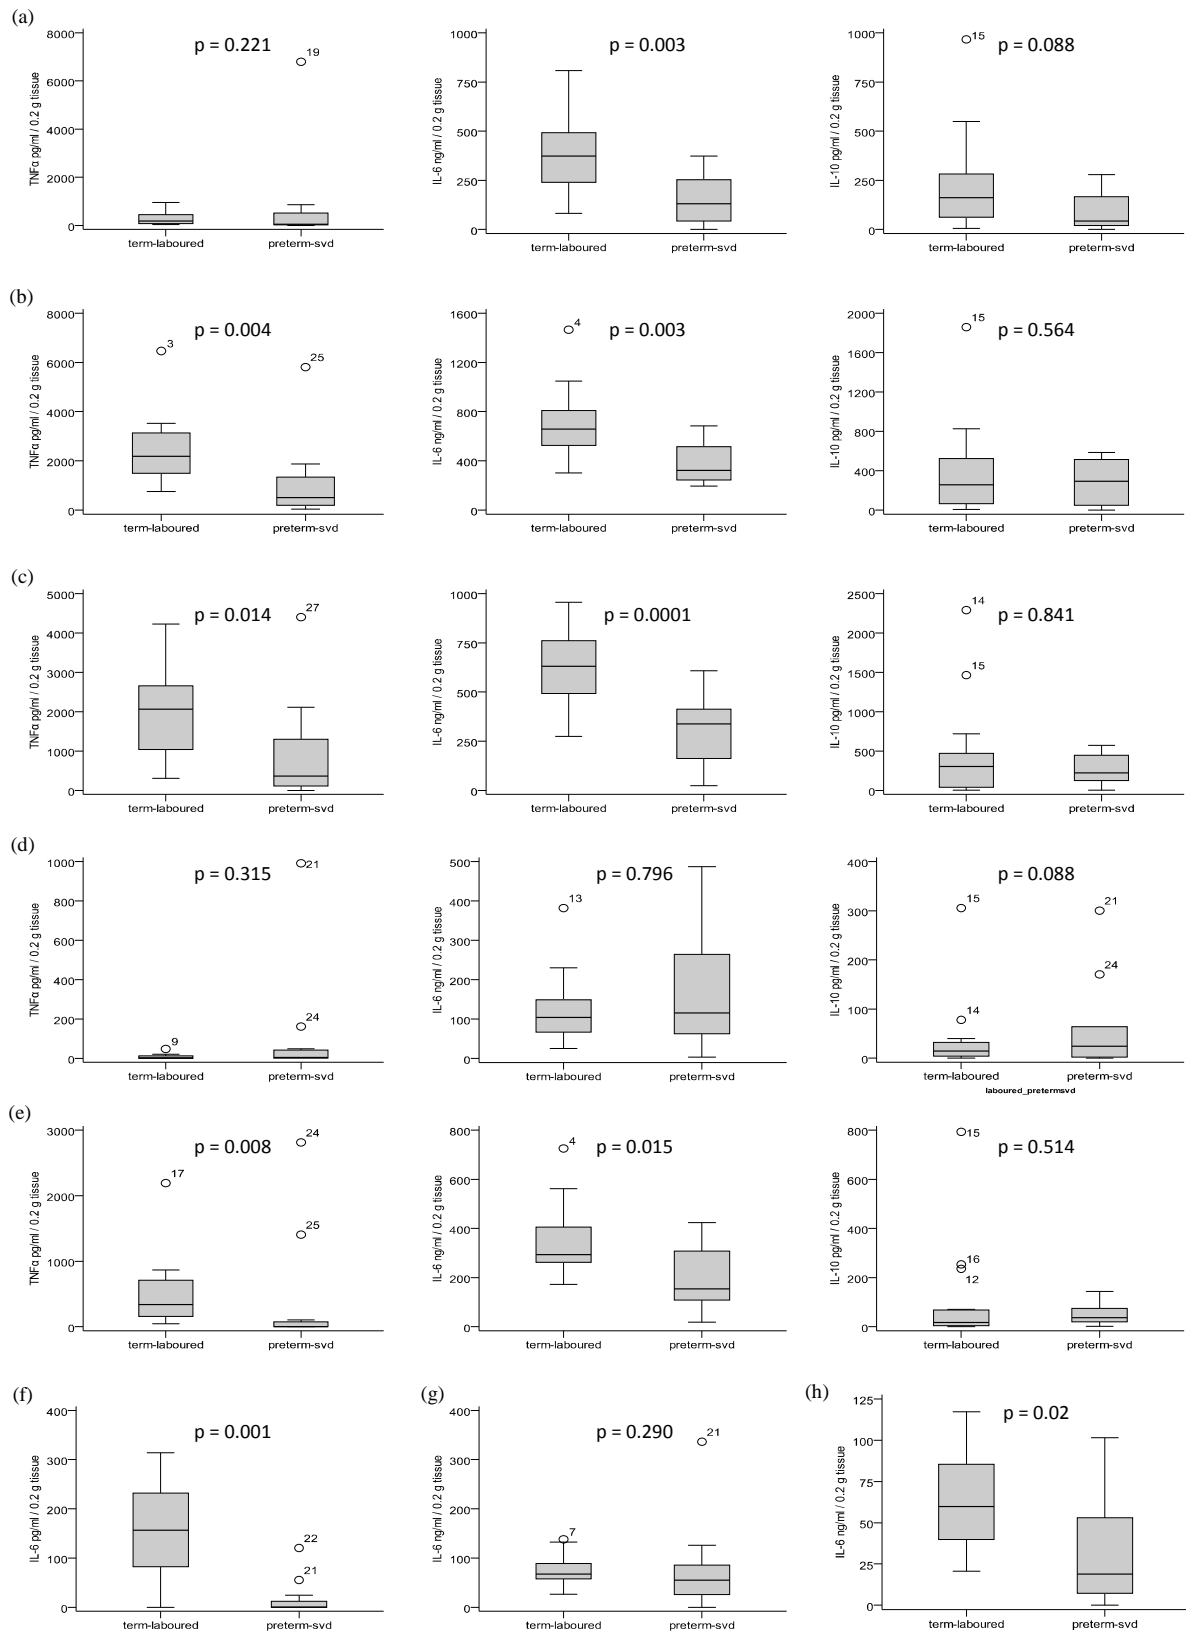 (a)
TNFα pg/ml / 0.2 g tissue
8000
6000
4000
2000
0
p = 0.221
19
term-laboured
preterm-svd
IL-6 ng/ml / 0.2 g tissue
1000
750
500
250
0
p = 0.003
term-laboured
preterm-svd
IL-10 pg/ml / 0.2 g tissue
1000
750
500
250
0
15
p = 0.088
term-laboured
preterm-svd
(b)
TNFα pg/ml / 0.2 g tissue
8000
6000
4000
2000
0
p = 0.004
3
25
term-laboured
preterm-svd
IL-6 ng/ml / 0.2 g tissue
1600
1200
800
400
0
4
p = 0.003
term-laboured
preterm-svd
IL-10 pg/ml / 0.2 g tissue
2000
1600
1200
800
400
0
15
p = 0.564
term-laboured
preterm-svd
(c)
TNFα pg/ml / 0.2 g tissue
5000
4000
3000
2000
1000
0
p = 0.014
27
term-laboured
preterm-svd
IL-6 ng/ml / 0.2 g tissue
1000
750
500
250
0
p = 0.0001
term-laboured
preterm-svd
IL-10 pg/ml / 0.2 g tissue
2500
2000
1500
1000
500
0
14
15
p = 0.841
term-laboured
preterm-svd
(d)
TNFα pg/ml / 0.2 g tissue
1000
800
600
400
200
0
p = 0.315
21
24
9
term-laboured
preterm-svd
IL-6 ng/ml / 0.2 g tissue
500
400
300
200
100
0
p = 0.796
13
term-laboured
preterm-svd
IL-10 pg/ml / 0.2 g tissue
400
300
200
100
0
p = 0.088
15
21
24
14
term-laboured
preterm-svd
laboured_pretermsvd
(e)
TNFα pg/ml / 0.2 g tissue
3000
2000
1000
0
p = 0.008
24
17
25
term-laboured
preterm-svd
IL-6 ng/ml / 0.2 g tissue
800
600
400
200
0
4
p = 0.015
term-laboured
preterm-svd
IL-10 pg/ml / 0.2 g tissue
800
600
400
200
0
15
p = 0.514
16
12
term-laboured
preterm-svd
(f)
IL-6 pg/ml / 0.2 g tissue
400
300
200
100
0
p = 0.001
22
21
term-laboured
preterm-svd
(g)
IL-6 ng/ml / 0.2 g tissue
400
300
200
100
0
p = 0.290
21
7
term-laboured
preterm-svd
(h)
IL-6 ng/ml / 0.2 g tissue
125
100
75
50
25
0
p = 0.02
term-laboured
preterm-svd